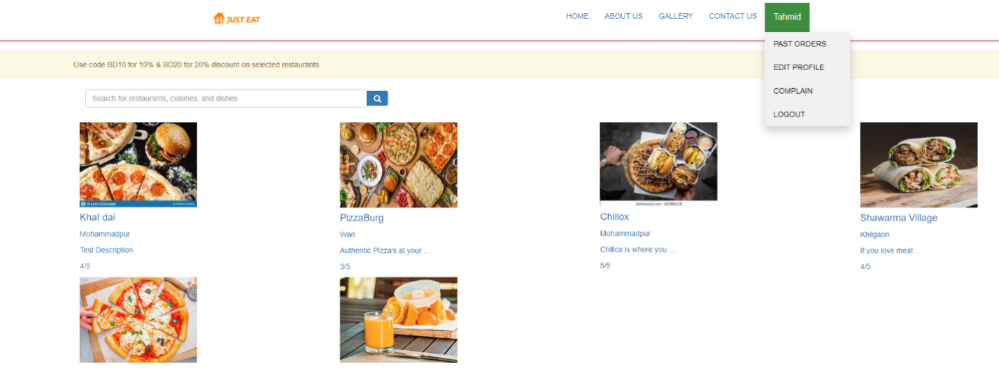 JUST EAT
HOME ABOUT US GALLERY CONTACT US Tahmid
PAST ORDERS
EDIT PROFILE
COMPLAIN
LOGOUT
Use code BD10 for 10% & BD20 for 20% discount on selected restaurants
Search for restaurants, cuisines, and dishes
Khal dai
Mohammadpur
Test Description
4/5
PizzaBurg
Wari
Authentic Pizza's at your ...
3/5
Chillox
Mohammadpur
Chillox is where you ...
5/5
Shawarma Village
Khilgaon
If you love meat ...
4/5